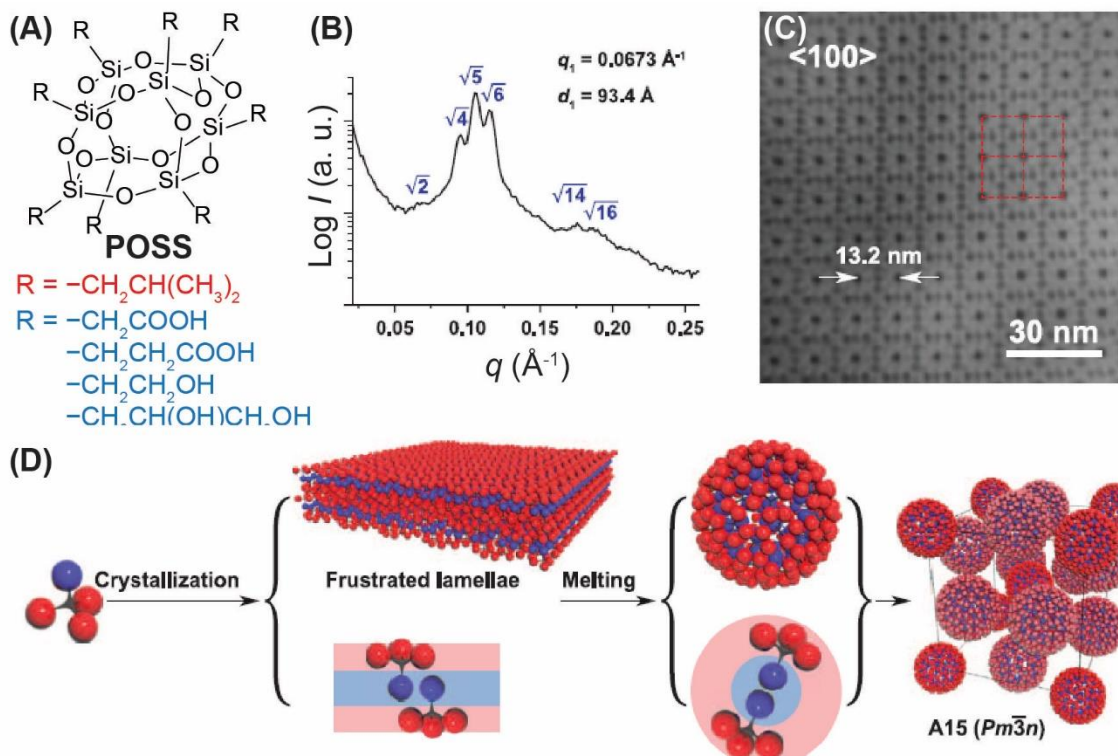 (A)
R
R
R
R
Si
O
Si
Si
O
Si
O
O
O
R
O
R
Si
O
Si
O
O
Si
O
Si
O
O
O
R
R
R
POSS
R = −CH₂CH(CH₃)₂
R = −CH₂COOH
−CH₂CH₂COOH
−CH₂CH₂OH
(B)
q₁ = 0.0673 Å⁻¹
d₁ = 93.4 Å
√5
√6
√4
√2
√14
√16
Log I (a. u.)
0.05 0.10 0.15 0.20 0.25
q (Å⁻¹)
(C)
<100>
13.2 nm
30 nm
(D)
Crystallization
Frustrated lamellae
Melting
A15 (Pm3̅n)